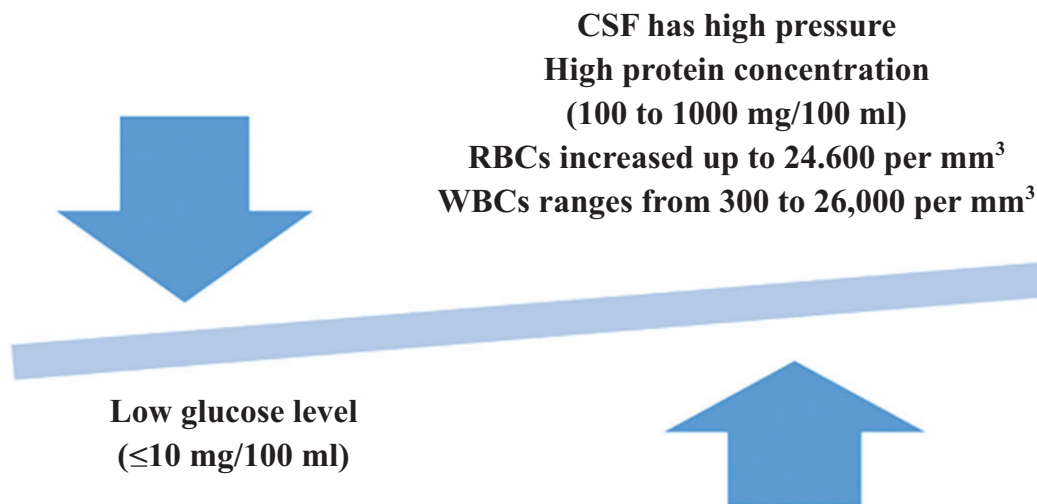 CSF has high pressure
High protein concentration
(100 to 1000 mg/100 ml)
RBCs increased up to 24.600 per mm³
WBCs ranges from 300 to 26,000 per mm³
Low glucose level
(≤10 mg/100 ml)